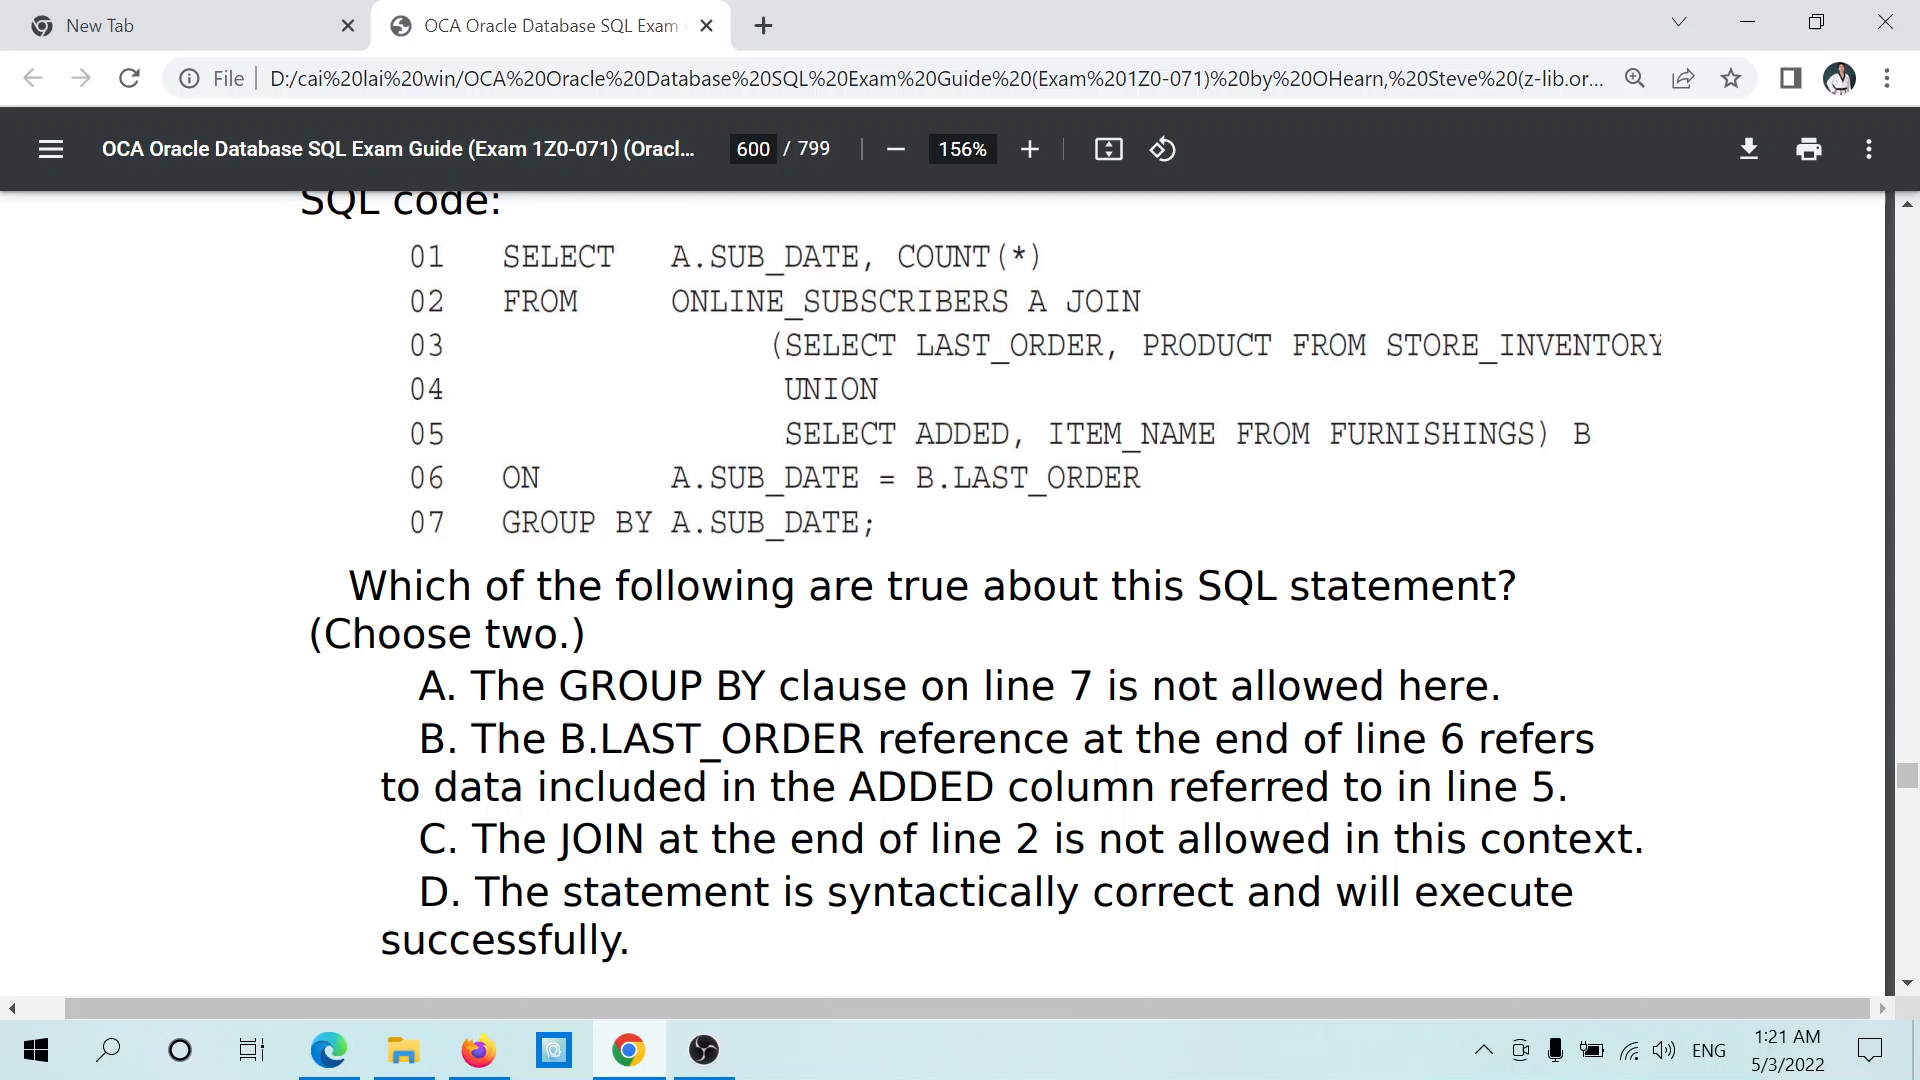 New Tab
OCA Oracle Database SQL Exam
File
D:/cai%20lai%20win/OCA%20Oracle%20Database%20SQL%20Exam%20Guide%20(Exam%201Z0-071)%20by%20OHearn,%20Steve%20(z-lib.or...
OCA Oracle Database SQL Exam Guide (Exam 1Z0-071) (Oracl... 600 / 799 156%
SQL code:
01 SELECT A.SUB_DATE, COUNT(*)
02 FROM ONLINE_SUBSCRIBERS A JOIN
03 (SELECT LAST_ORDER, PRODUCT FROM STORE_INVENTORY
04 UNION
05 SELECT ADDED, ITEM_NAME FROM FURNISHINGS) B
06 ON A.SUB_DATE = B.LAST_ORDER
07 GROUP BY A.SUB_DATE;
Which of the following are true about this SQL statement?
(Choose two.)
A. The GROUP BY clause on line 7 is not allowed here.
B. The B.LAST_ORDER reference at the end of line 6 refers
to data included in the ADDED column referred to in line 5.
C. The JOIN at the end of line 2 is not allowed in this context.
D. The statement is syntactically correct and will execute
successfully.
ENG
1:21 AM
5/3/2022